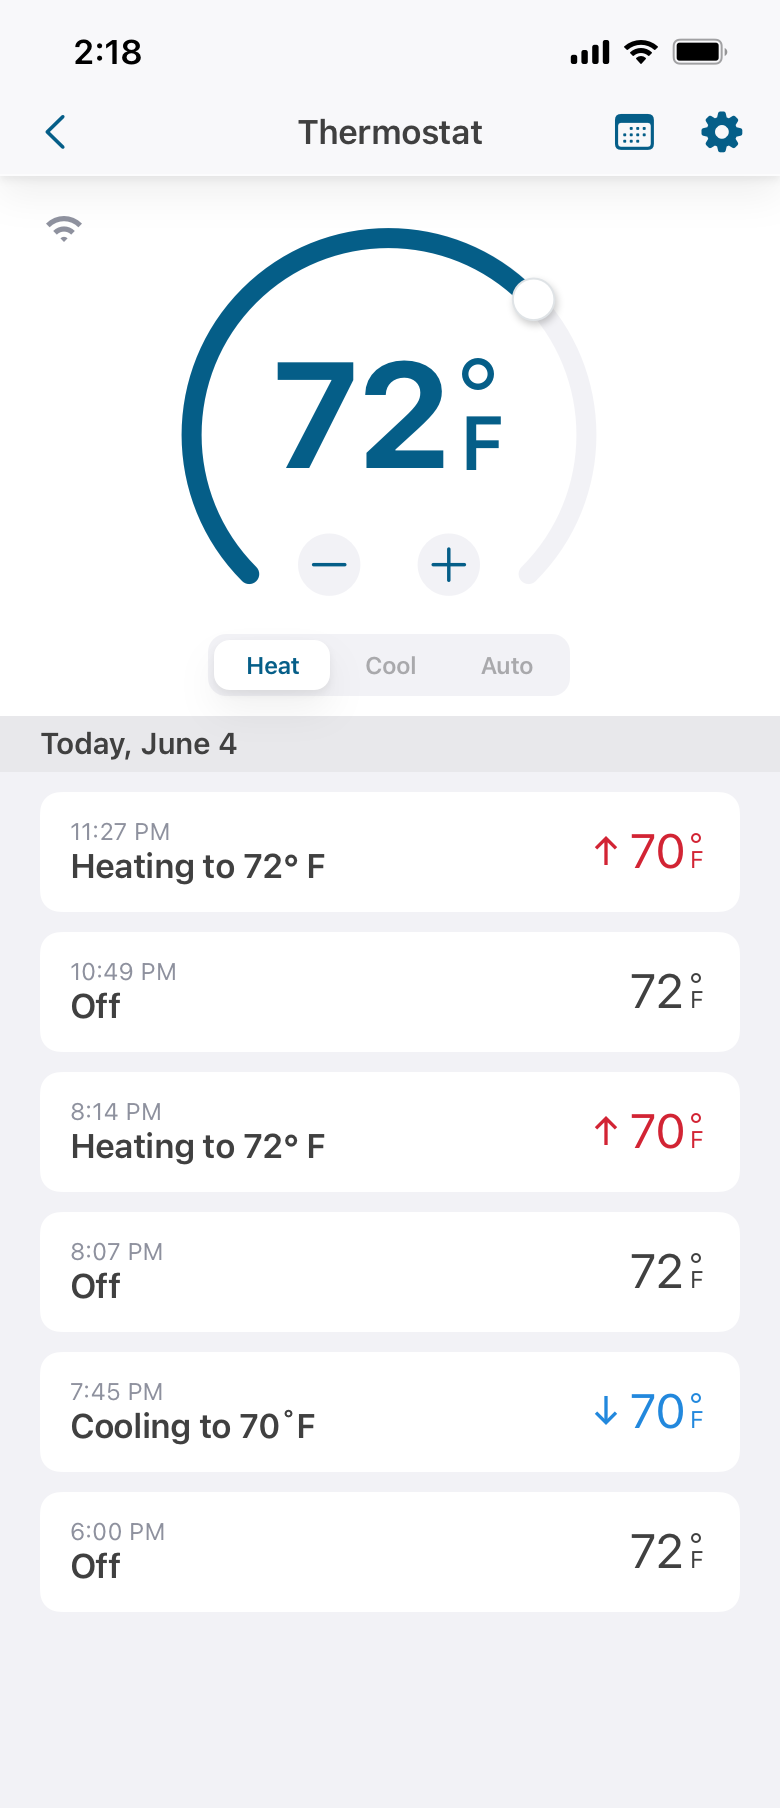 2:18
Thermostat
72°F
Heat Cool Auto
Today, June 4
11:27 PM
Heating to 72° F
↑ 70°F
10:49 PM
Off
72°F
8:14 PM
Heating to 72° F
↑ 70°F
8:07 PM
Off
72°F
7:45 PM
Cooling to 70˚F
↓ 70°F
6:00 PM
Off
72°F